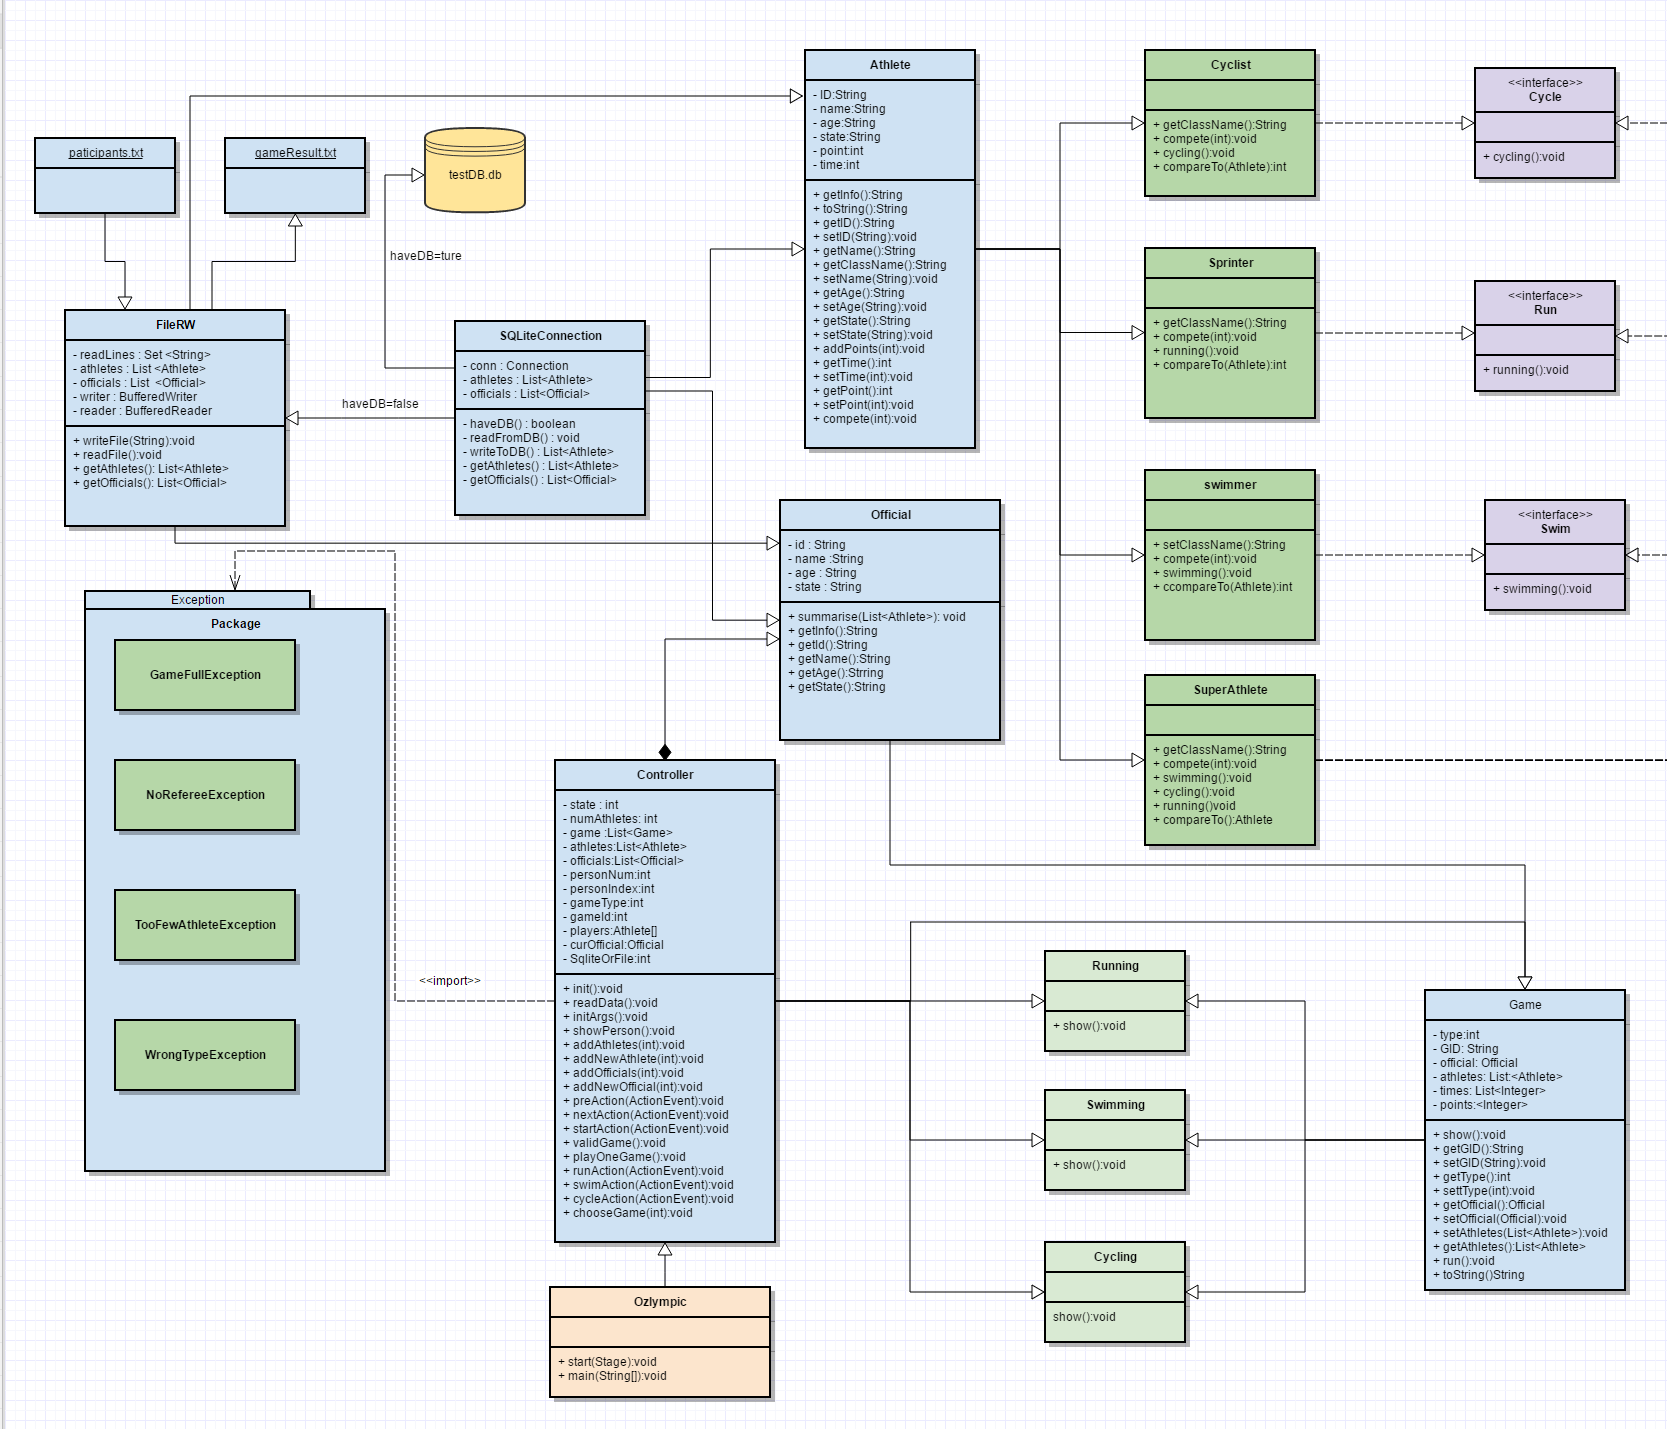 paticipants.txt
gameResult.txt
testDB.db
haveDB=ture
FileRW
- readLines : Set <String>
- athletes : List <Athlete>
- officials : List  <Official>
- writer : BufferedWriter
- reader : BufferedReader
+ writeFile(String):void
+ readFile():void
+ getAthletes(): List<Athlete>
+ getOfficials(): List<Official>
haveDB=false
SQLiteConnection
- conn : Connection
- athletes : List<Athlete>
- officials : List<Official>
- haveDB() : boolean
- readFromDB() : void
- writeToDB() : List<Athlete>
- getAthletes() : List<Athlete>
- getOfficials() : List<Official>
Athlete
- ID:String
- name:String
- age:String
- state:String
- point:int
- time:int
+ getInfo():String
+ toString():String
+ getID():String
+ setID(String):void
+ getName():String
+ getClassName():String
+ setName(String):void
+ getAge():String
+ setAge(String):void
+ getState():String
+ setState(String):void
+ addPoints(int):void
+ getTime():int
+ setTime(int):void
+ getPoint():int
+ setPoint(int):void
+ compete(int):void
Cyclist
+ getClassName():String
+ compete(int):void
+ cycling():void
+ compareTo(Athlete):int
<<interface>>
Cycle
+ cycling():void
Sprinter
+ getClassName():String
+ compete(int):void
+ running():void
+ compareTo(Athlete):int
<<interface>>
Run
+ running():void
swimmer
+ setClassName():String
+ compete(int):void
+ swimming():void
+ ccompareTo(Athlete):int
<<interface>>
Swim
+ swimming():void
SuperAthlete
+ getClassName():String
+ compete(int):void
+ swimming():void
+ cycling():void
+ running()void
+ compareTo():Athlete
Official
- id : String
- name :String
- age : String
- state : String
+ summarise(List<Athlete>): void
+ getInfo():String
+ getId():String
+ getName():String
+ getAge():Strring
+ getState():String
Exception
Package
GameFullException
NoRefereeException
TooFewAthleteException
WrongTypeException
<<import>>
Controller
- state : int
- numAthletes: int
- game :List<Game>
- athletes:List<Athlete>
- officials:List<Official>
- personNum:int
- personIndex:int
- gameType:int
- gameId:int
- players:Athlete[]
- curOfficial:Official
- SqliteOrFile:int
+ init():void
+ readData():void
+ initArgs():void
+ showPerson():void
+ addAthletes(int):void
+ addNewAthlete(int):void
+ addOfficials(int):void
+ addNewOfficial(int):void
+ preAction(ActionEvent):void
+ nextAction(ActionEvent):void
+ startAction(ActionEvent):void
+ validGame():void
+ playOneGame():void
+ runAction(ActionEvent):void
+ swimAction(ActionEvent):void
+ cycleAction(ActionEvent):void
+ chooseGame(int):void
Ozlympic
+ start(Stage):void
+ main(String[]):void
Running
+ show():void
Swimming
+ show():void
Cycling
show():void
Game
- type:int
- GID: String
- official: Official
- athletes: List:<Athlete>
- times: List<Integer>
- points:<Integer>
+ show():void
+ getGID():String
+ setGID(String):void
+ getType():int
+ settType(int):void
+ getOfficial():Official
+ setOfficial(Official):void
+ setAthletes(List<Athlete>):void
+ getAthletes():List<Athlete>
+ run():void
+ toString()String